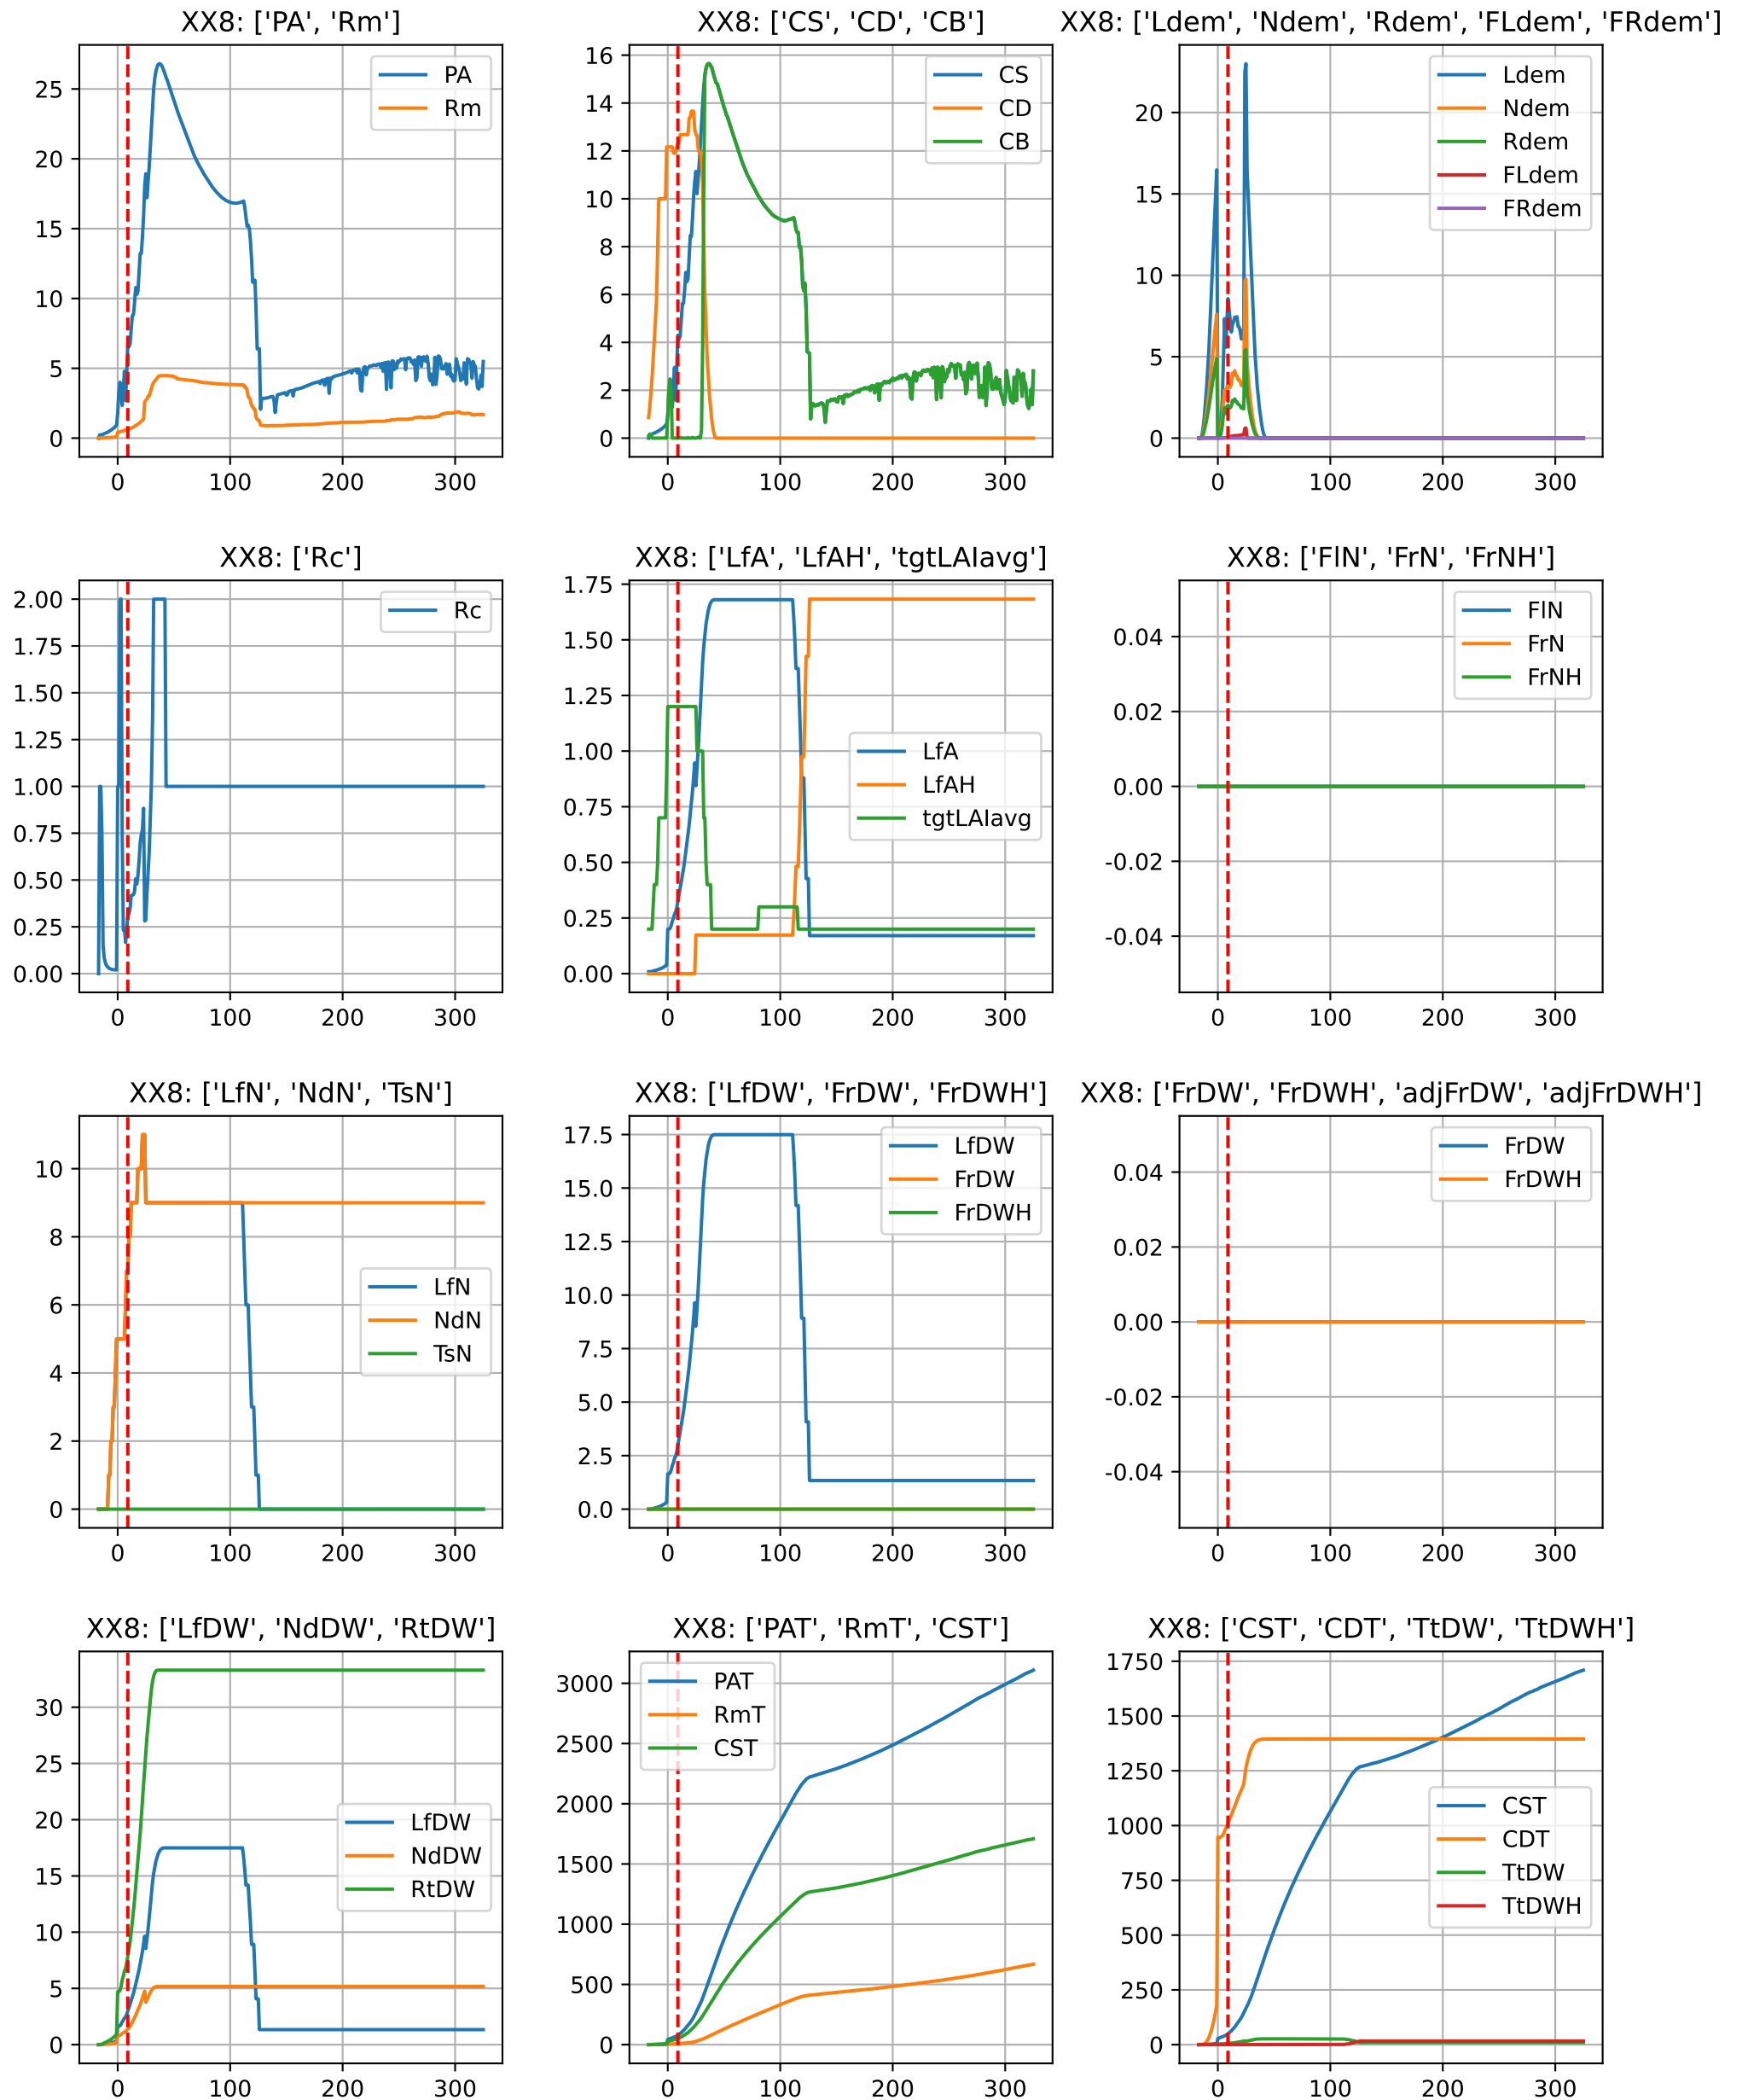 XX8: ['PA', 'Rm']
25
20
15
10
5
0
0 100 200 300
PA
Rm
XX8: ['CS', 'CD', 'CB']
16
14
12
10
8
6
4
2
0
0 100 200 300
CS
CD
CB
XX8: ['Ldem', 'Ndem', 'Rdem', 'FLdem', 'FRdem']
20
15
10
5
0
0 100 200 300
Ldem
Ndem
Rdem
FLdem
FRdem
XX8: ['Rc']
2.00
1.75
1.50
1.25
1.00
0.75
0.50
0.25
0.00
0 100 200 300
Rc
XX8: ['LfA', 'LfAH', 'tgtLAIavg']
1.75
1.50
1.25
1.00
0.75
0.50
0.25
0.00
0 100 200 300
LfA
LfAH
tgtLAIavg
XX8: ['FlN', 'FrN', 'FrNH']
0.04
0.02
0.00
-0.02
-0.04
0 100 200 300
FlN
FrN
FrNH
XX8: ['LfN', 'NdN', 'TsN']
10
8
6
4
2
0
0 100 200 300
LfN
NdN
TsN
XX8: ['LfDW', 'FrDW', 'FrDWH']
17.5
15.0
12.5
10.0
7.5
5.0
2.5
0.0
0 100 200 300
LfDW
FrDW
FrDWH
XX8: ['FrDW', 'FrDWH', 'adjFrDW', 'adjFrDWH']
0.04
0.02
0.00
-0.02
-0.04
0 100 200 300
FrDW
FrDWH
XX8: ['LfDW', 'NdDW', 'RtDW']
30
25
20
15
10
5
0
0 100 200 300
LfDW
NdDW
RtDW
XX8: ['PAT', 'RmT', 'CST']
3000
2500
2000
1500
1000
500
0
0 100 200 300
PAT
RmT
CST
XX8: ['CST', 'CDT', 'TtDW', 'TtDWH']
1750
1500
1250
1000
750
500
250
0
0 100 200 300
CST
CDT
TtDW
TtDWH